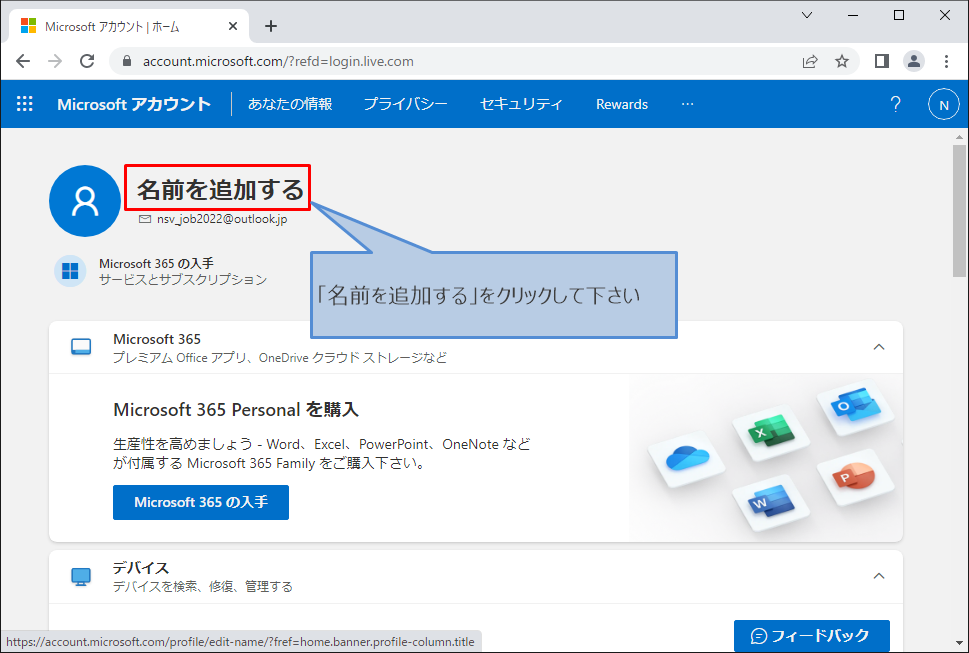 Microsoft アカウント | ホーム
account.microsoft.com/?refd=login.live.com
Microsoft アカウント
あなたの情報
プライバシー
セキュリティ
Rewards
...
?
N
名前を追加する
nsv_job2022@outlook.jp
Microsoft 365 の入手
サービスとサブスクリプション
「名前を追加する」をクリックして下さい
Microsoft 365
プレミアム Office アプリ、OneDrive クラウド ストレージなど
Microsoft 365 Personal を購入
生産性を高めましょう - Word、Excel、PowerPoint、OneNote など
が付属する Microsoft 365 Family をご購入下さい。
Microsoft 365 の入手
O
X
W
P
デバイス
デバイスを検索、修復、管理する
フィードバック
https://account.microsoft.com/profile/edit-name/?fref=home.banner.profile-column.title